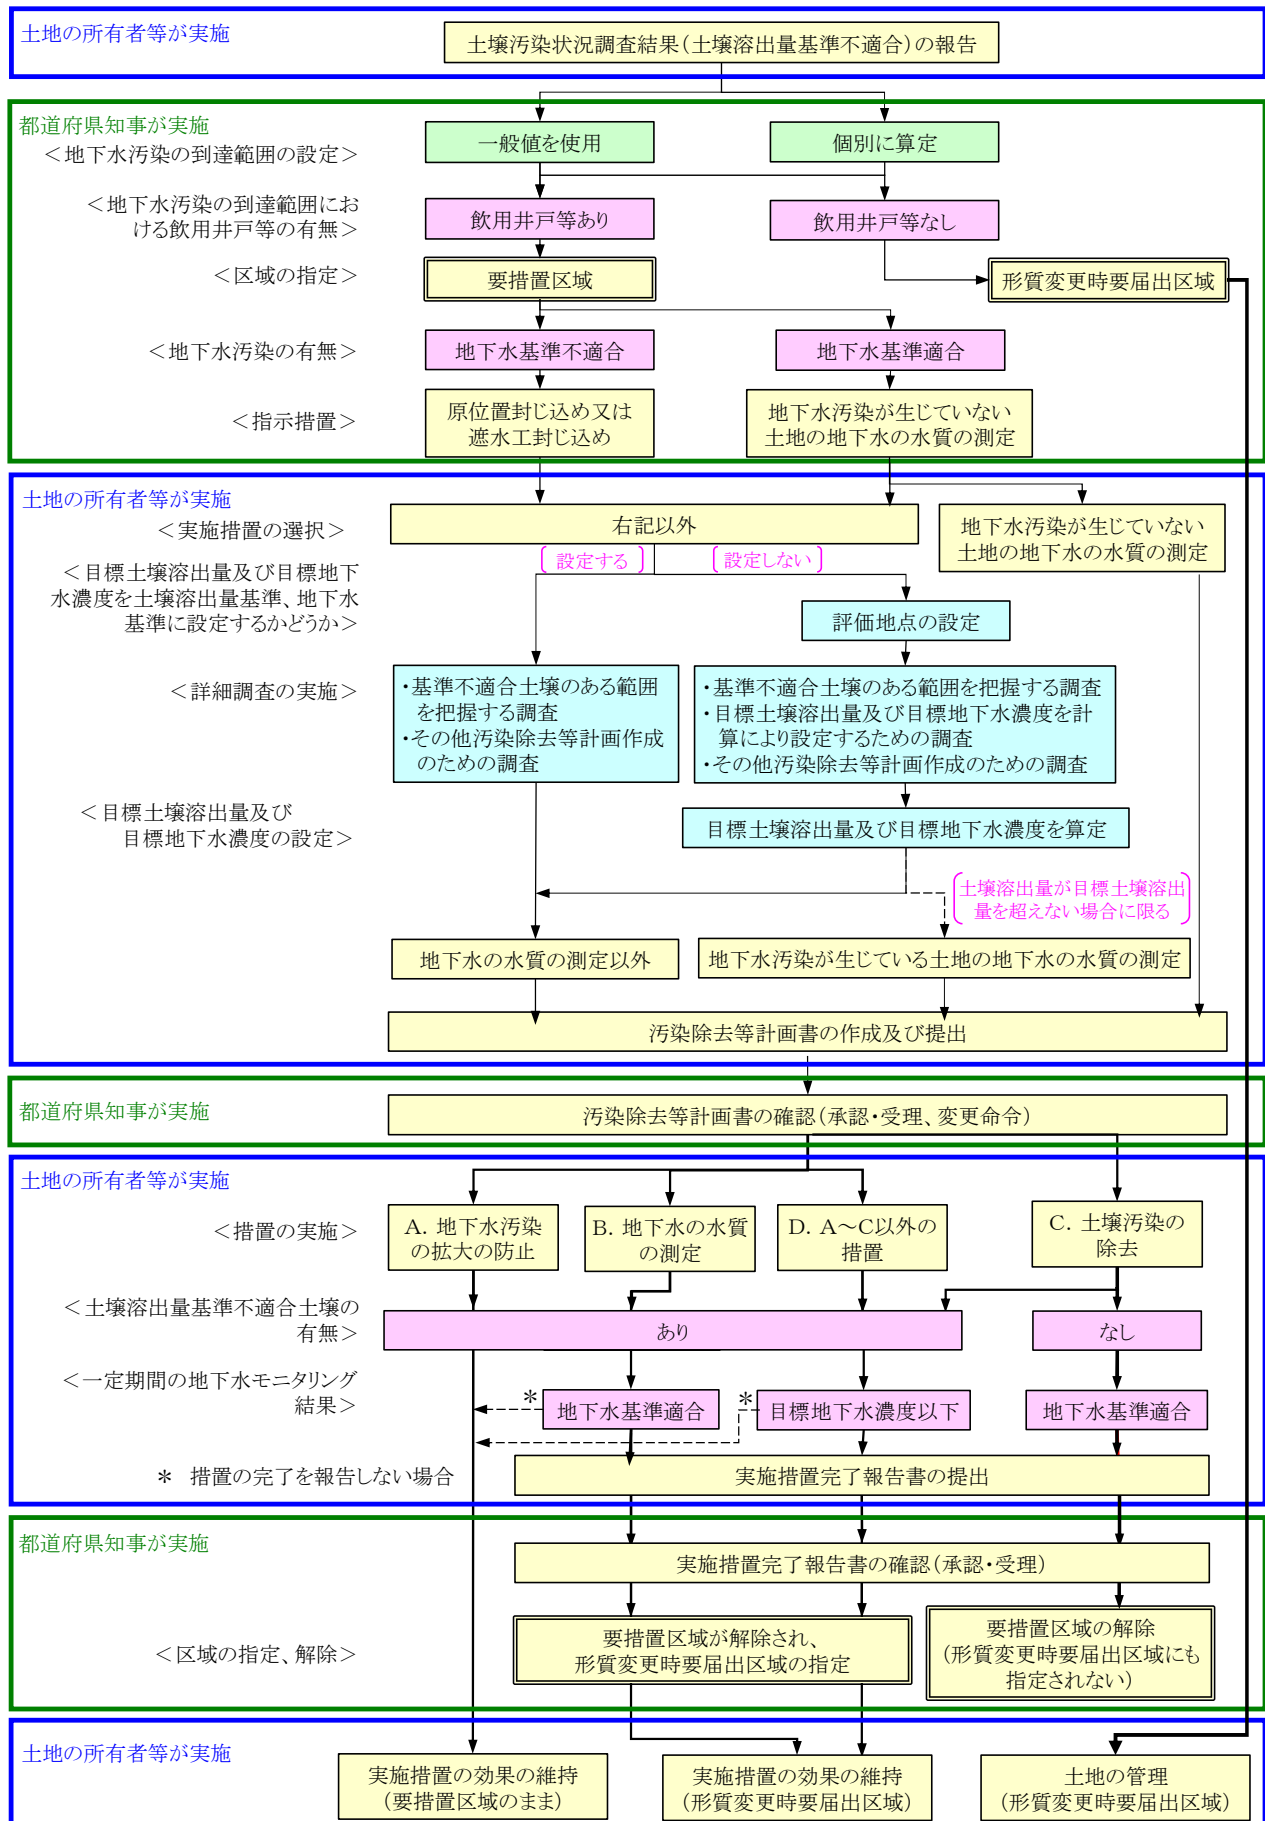 土地の所有者等が実施
土壌汚染状況調査結果（土壌溶出量基準不適合）の報告
都道府県知事が実施
＜地下水汚染の到達範囲の設定＞
一般値を使用
個別に算定
＜地下水汚染の到達範囲にお
ける飲用井戸等の有無＞
飲用井戸等あり
飲用井戸等なし
＜区域の指定＞
要措置区域
形質変更時要届出区域
＜地下水汚染の有無＞
地下水基準不適合
地下水基準適合
＜指示措置＞
原位置封じ込め又は
遮水工封じ込め
地下水汚染が生じていない
土地の地下水の水質の測定
土地の所有者等が実施
＜実施措置の選択＞
右記以外
地下水汚染が生じていない
土地の地下水の水質の測定
設定する
設定しない
＜目標土壌溶出量及び目標地下
水濃度を土壌溶出量基準、地下水
基準に設定するかどうか＞
評価地点の設定
＜詳細調査の実施＞
・基準不適合土壌のある範囲
を把握する調査
・その他汚染除去等計画作成
のための調査
・基準不適合土壌のある範囲を把握する調査
・目標土壌溶出量及び目標地下水濃度を計
算により設定するための調査
・その他汚染除去等計画作成のための調査
＜目標土壌溶出量及び
目標地下水濃度の設定＞
目標土壌溶出量及び目標地下水濃度を算定
土壌溶出量が目標土壌溶出
量を超えない場合に限る
地下水の水質の測定以外
地下水汚染が生じている土地の地下水の水質の測定
汚染除去等計画書の作成及び提出
都道府県知事が実施
汚染除去等計画書の確認（承認・受理、変更命令）
土地の所有者等が実施
＜措置の実施＞
A. 地下水汚染
の拡大の防止
B. 地下水の水質
の測定
D. A～C以外の
措置
C. 土壌汚染の
除去
＜土壌溶出量基準不適合土壌の
有無＞
あり
なし
＜一定期間の地下水モニタリング
結果＞
＊
地下水基準適合
＊
目標地下水濃度以下
地下水基準適合
＊ 措置の完了を報告しない場合
実施措置完了報告書の提出
都道府県知事が実施
実施措置完了報告書の確認（承認・受理）
＜区域の指定、解除＞
要措置区域が解除され、
形質変更時要届出区域の指定
要措置区域の解除
（形質変更時要届出区域にも
指定されない）
土地の所有者等が実施
実施措置の効果の維持
（要措置区域のまま）
実施措置の効果の維持
（形質変更時要届出区域）
土地の管理
（形質変更時要届出区域）